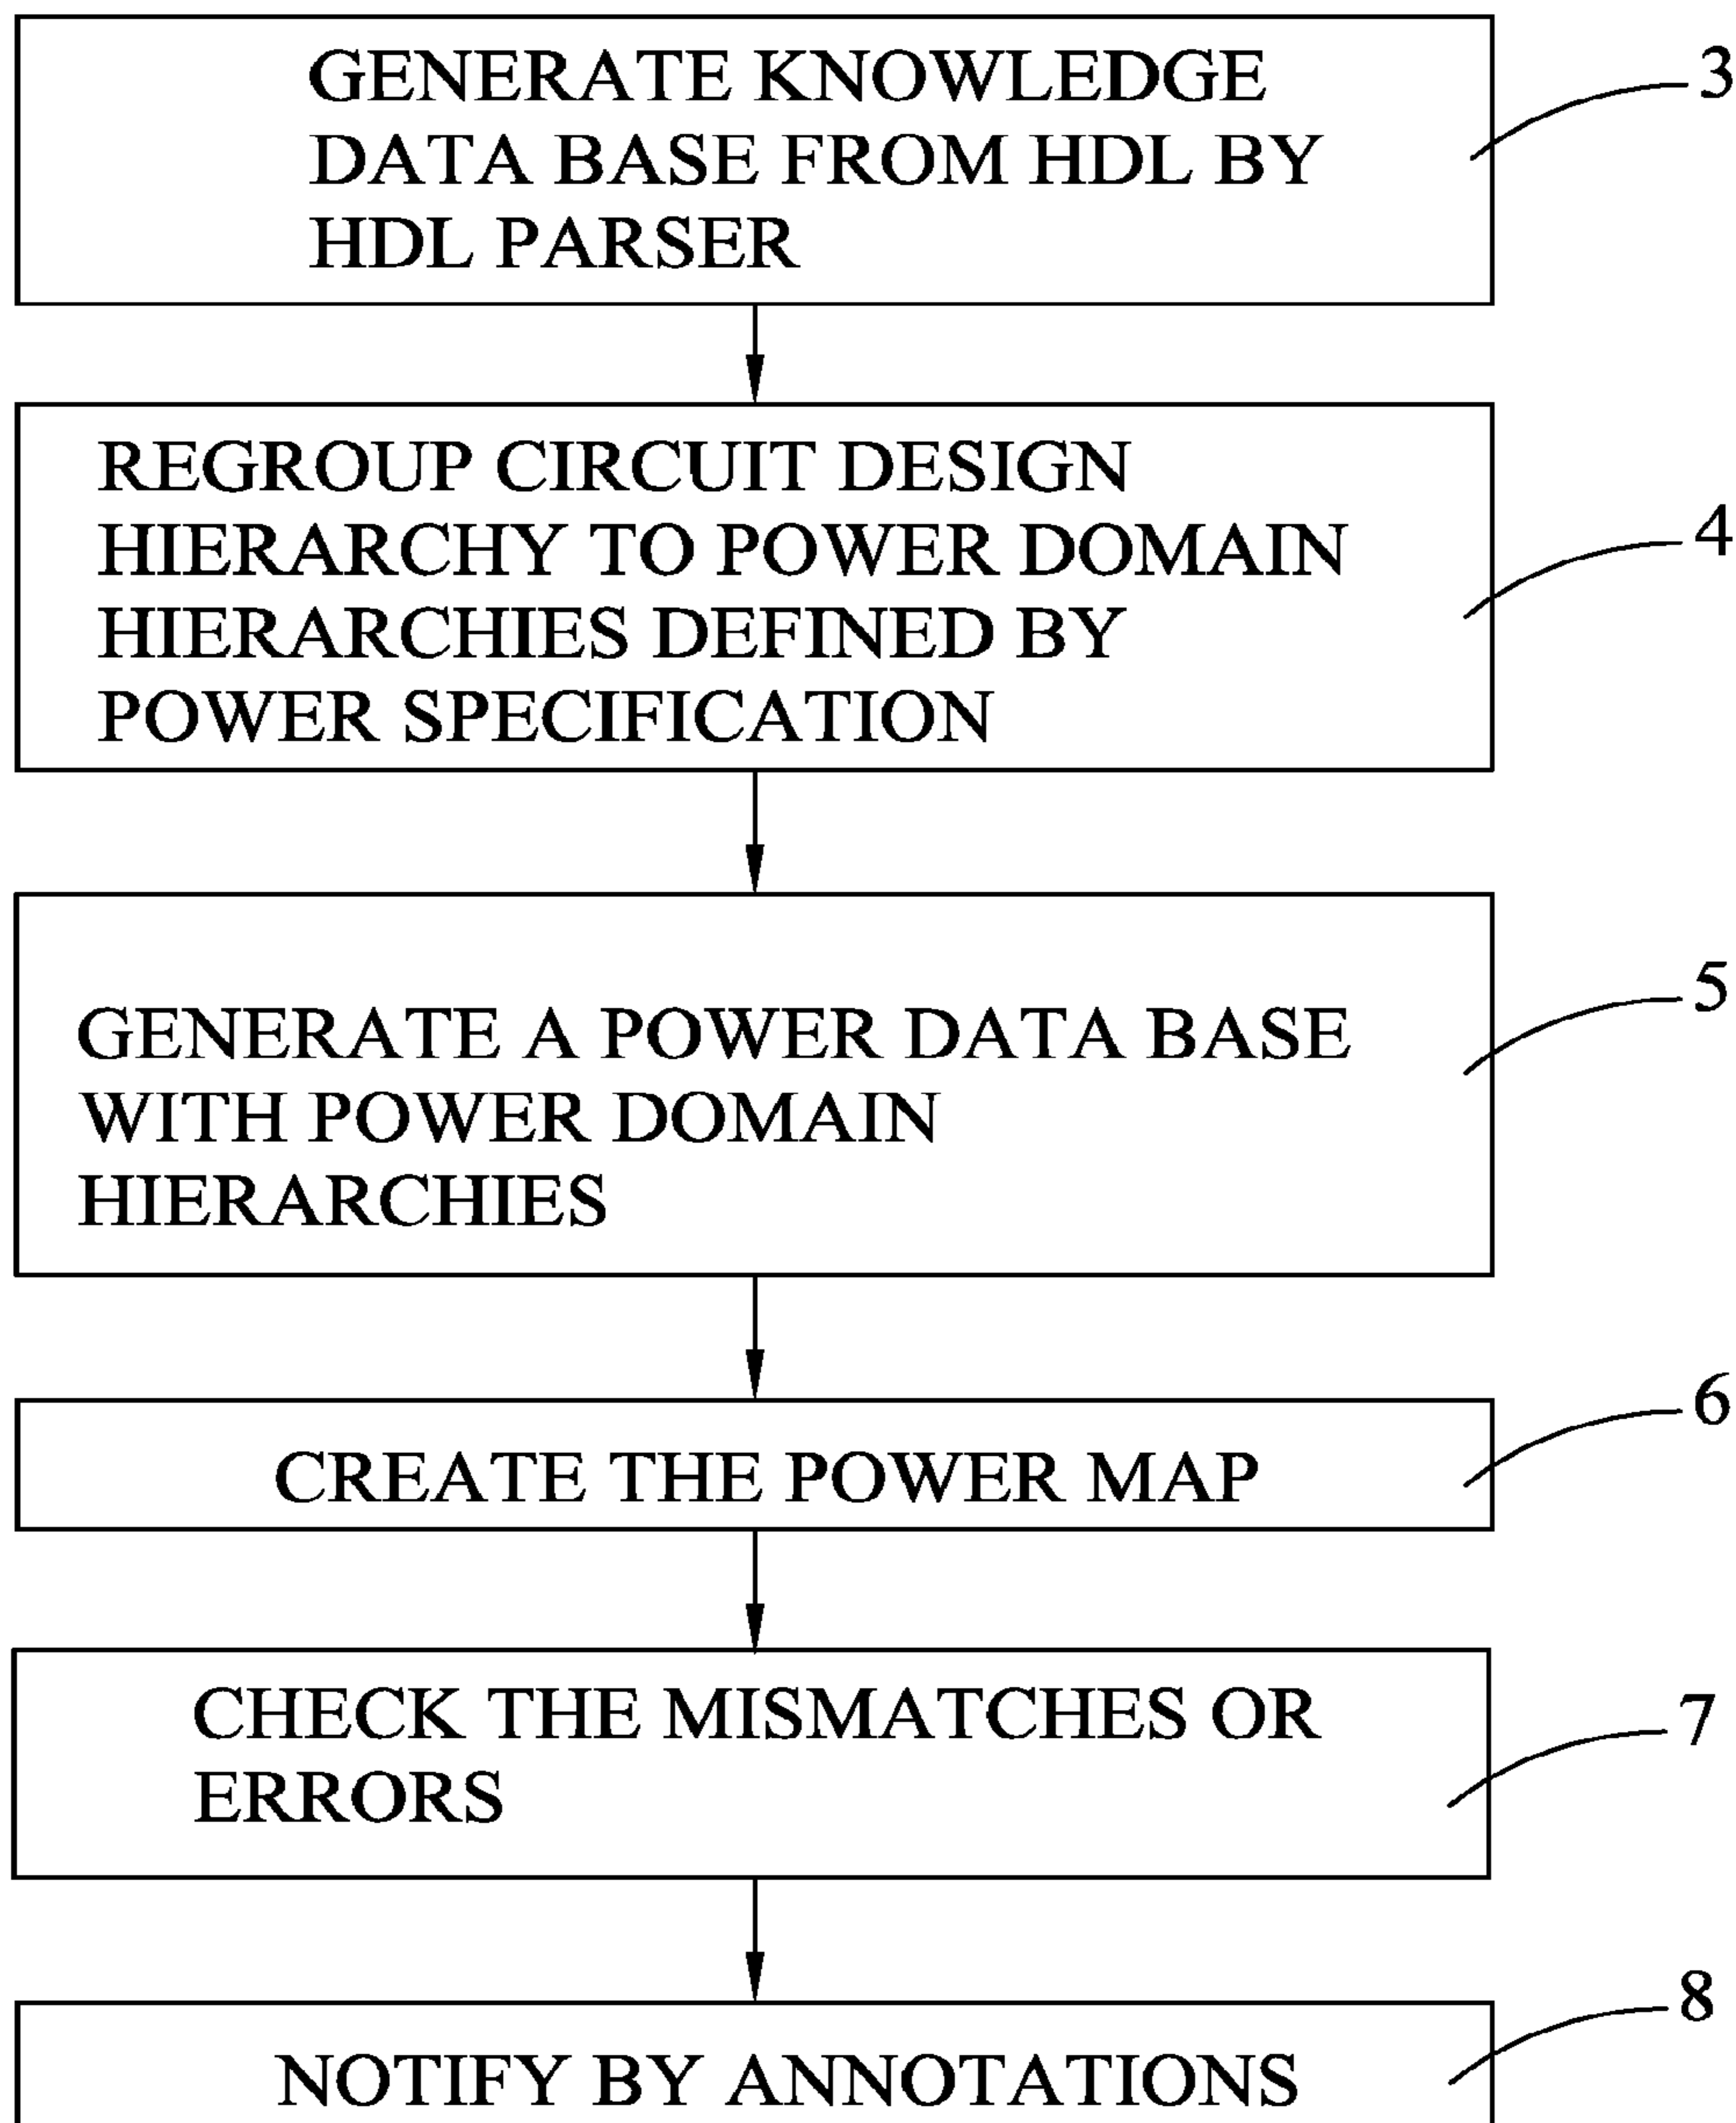 GENERATE KNOWLEDGE
DATA BASE FROM HDL BY
HDL PARSER
3
REGROUP CIRCUIT DESIGN
HIERARCHY TO POWER DOMAIN
HIERARCHIES DEFINED BY
POWER SPECIFICATION
4
GENERATE A POWER DATA BASE
WITH POWER DOMAIN
HIERARCHIES
5
CREATE THE POWER MAP
6
CHECK THE MISMATCHES OR
ERRORS
7
NOTIFY BY ANNOTATIONS
8